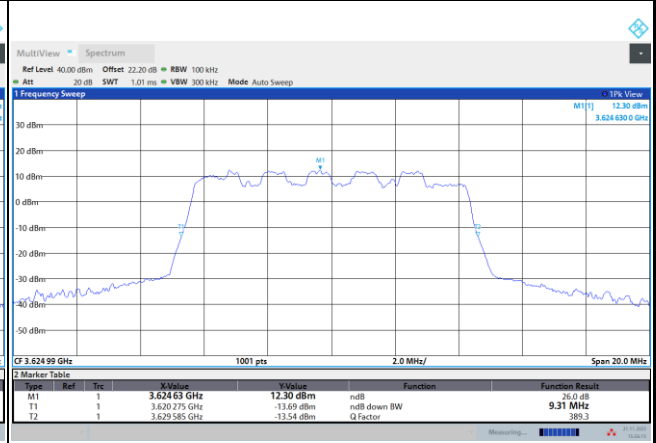 MultiView Spectrum
Ref Level 40.00 dBm Offset 22.20 dB RBW 100 kHz
Att 20 dB SWT 1.01 ms VBW 300 kHz Mode Auto Sweep
1 Frequency Sweep 1Pk View
M1[1] 12.30 dBm
3.624 630 0 GHz
30 dBm
20 dBm
M1
10 dBm
0 dBm
-10 dBm
T1 T2
-20 dBm
-30 dBm
-40 dBm
-50 dBm
CF 3.624 99 GHz 1001 pts 2.0 MHz/ Span 20.0 MHz
2 Marker Table
Type Ref Trc X-Value Y-Value Function Function Result
M1 1 3.624 63 GHz 12.30 dBm ndB 26.0 dB
T1 1 3.620 275 GHz -13.69 dBm ndB down BW 9.31 MHz
T2 1 3.629 585 GHz -13.54 dBm Q Factor 389.3
Measuring...